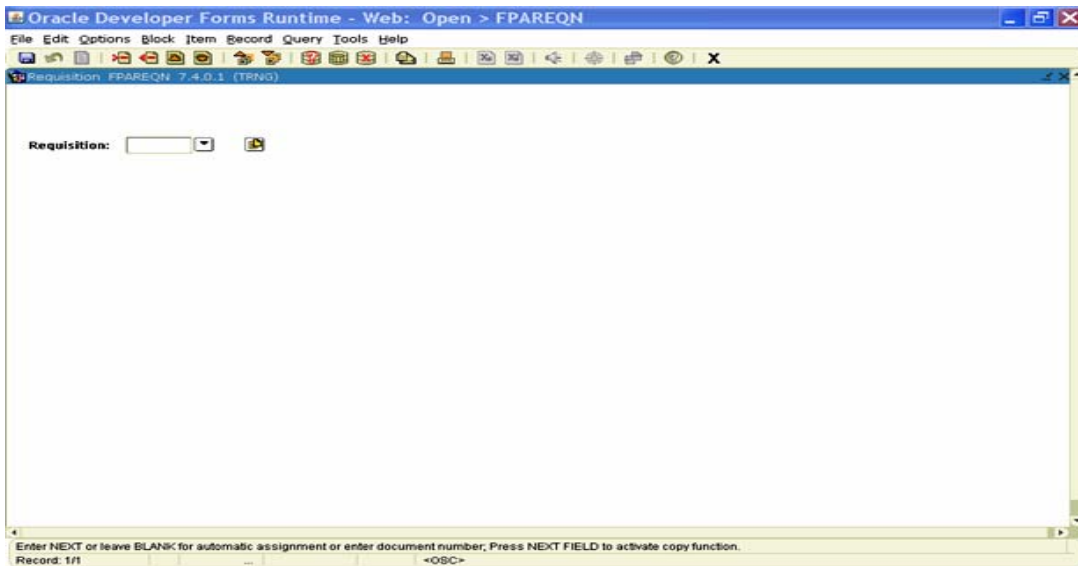 Oracle Developer Forms Runtime - Web: Open > FPAREQN
File Edit Options Block Item Record Query Tools Help
Requisition FPAREQN 7.4.0.1 (TRNG)
Requisition:
Enter NEXT or leave BLANK for automatic assignment or enter document number; Press NEXT FIELD to activate copy function.
Record: 1/1 ... <OSC>